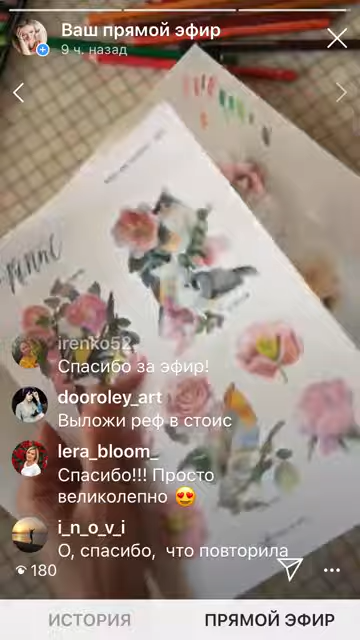 Ваш прямой эфир
9 ч. назад
irenko52
Спасибо за эфир!
dooroley_art
Выложи реф в стоис
lera_bloom_
Спасибо!!! Просто
великолепно 😍
i_n_o_v_i
О, спасибо, что повторила
180
ИСТОРИЯ
ПРЯМОЙ ЭФИР